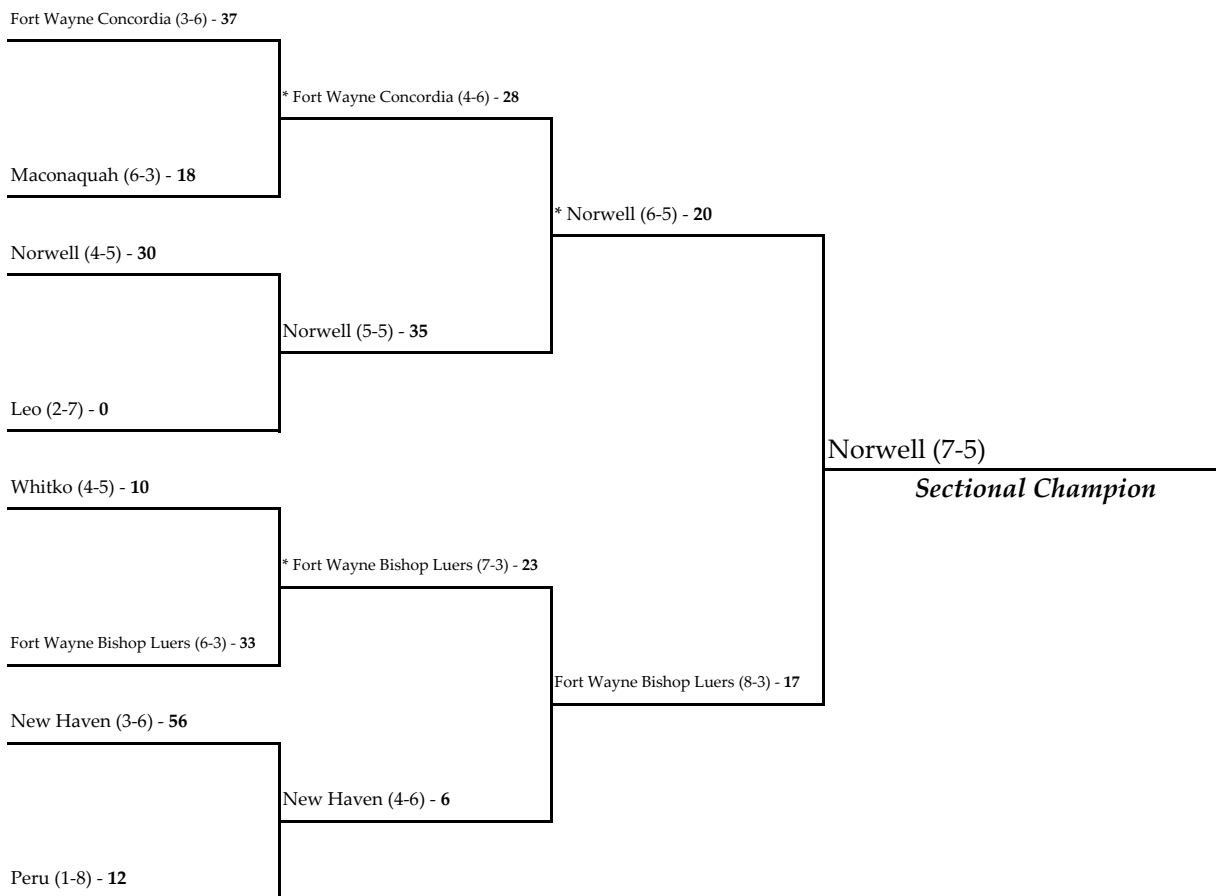 Fort Wayne Concordia (3-6) - 37
* Fort Wayne Concordia (4-6) - 28
Maconaquah (6-3) - 18
* Norwell (6-5) - 20
Norwell (4-5) - 30
Norwell (5-5) - 35
Leo (2-7) - 0
Norwell (7-5)
Sectional Champion
Whitko (4-5) - 10
* Fort Wayne Bishop Luers (7-3) - 23
Fort Wayne Bishop Luers (6-3) - 33
Fort Wayne Bishop Luers (8-3) - 17
New Haven (3-6) - 56
New Haven (4-6) - 6
Peru (1-8) - 12